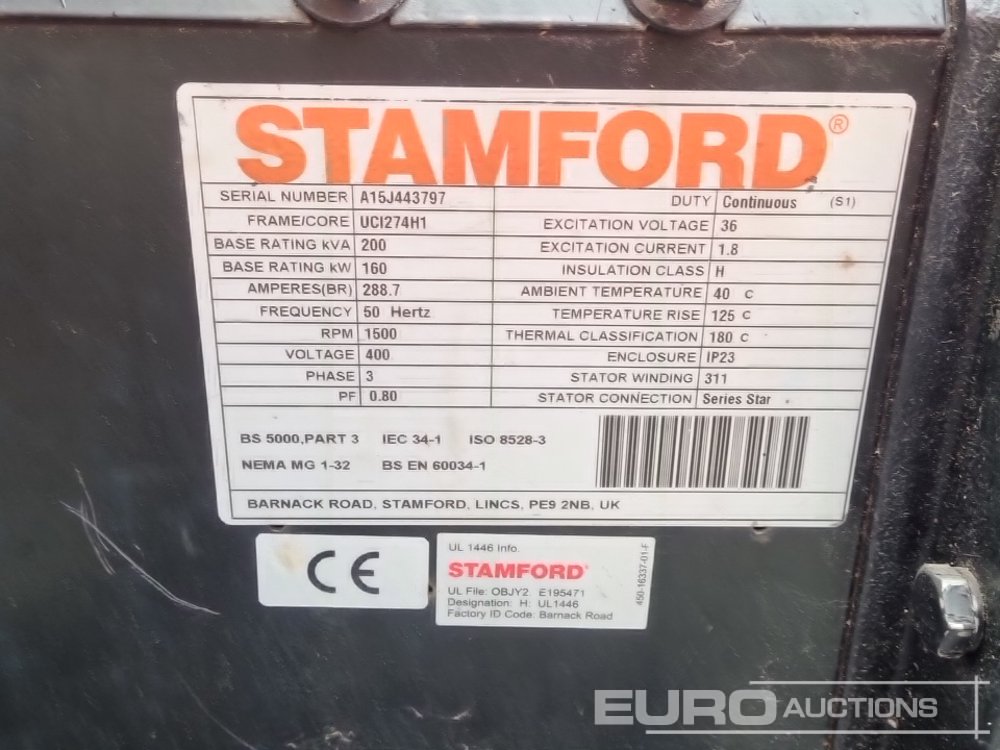 STAMFORD®
SERIAL NUMBER A15J443797 DUTY Continuous (S1)
FRAME/CORE UCI274H1 EXCITATION VOLTAGE 36
BASE RATING kVA 200 EXCITATION CURRENT 1.8
BASE RATING kW 160 INSULATION CLASS H
AMPERES(BR) 288.7 AMBIENT TEMPERATURE 40 C
FREQUENCY 50 Hertz TEMPERATURE RISE 125 C
RPM 1500 THERMAL CLASSIFICATION 180 C
VOLTAGE 400 ENCLOSURE IP23
PHASE 3 STATOR WINDING 311
PF 0.80 STATOR CONNECTION Series Star
BS 5000,PART 3 IEC 34-1 ISO 8528-3
NEMA MG 1-32 BS EN 60034-1
BARNACK ROAD, STAMFORD, LINCS, PE9 2NB, UK
CE
UL 1446 Info.
STAMFORD
UL File: OBJY2. E195471
Designation: H: UL1446
Factory ID Code: Barnack Road
450-16337-01-F
EURO AUCTIONS